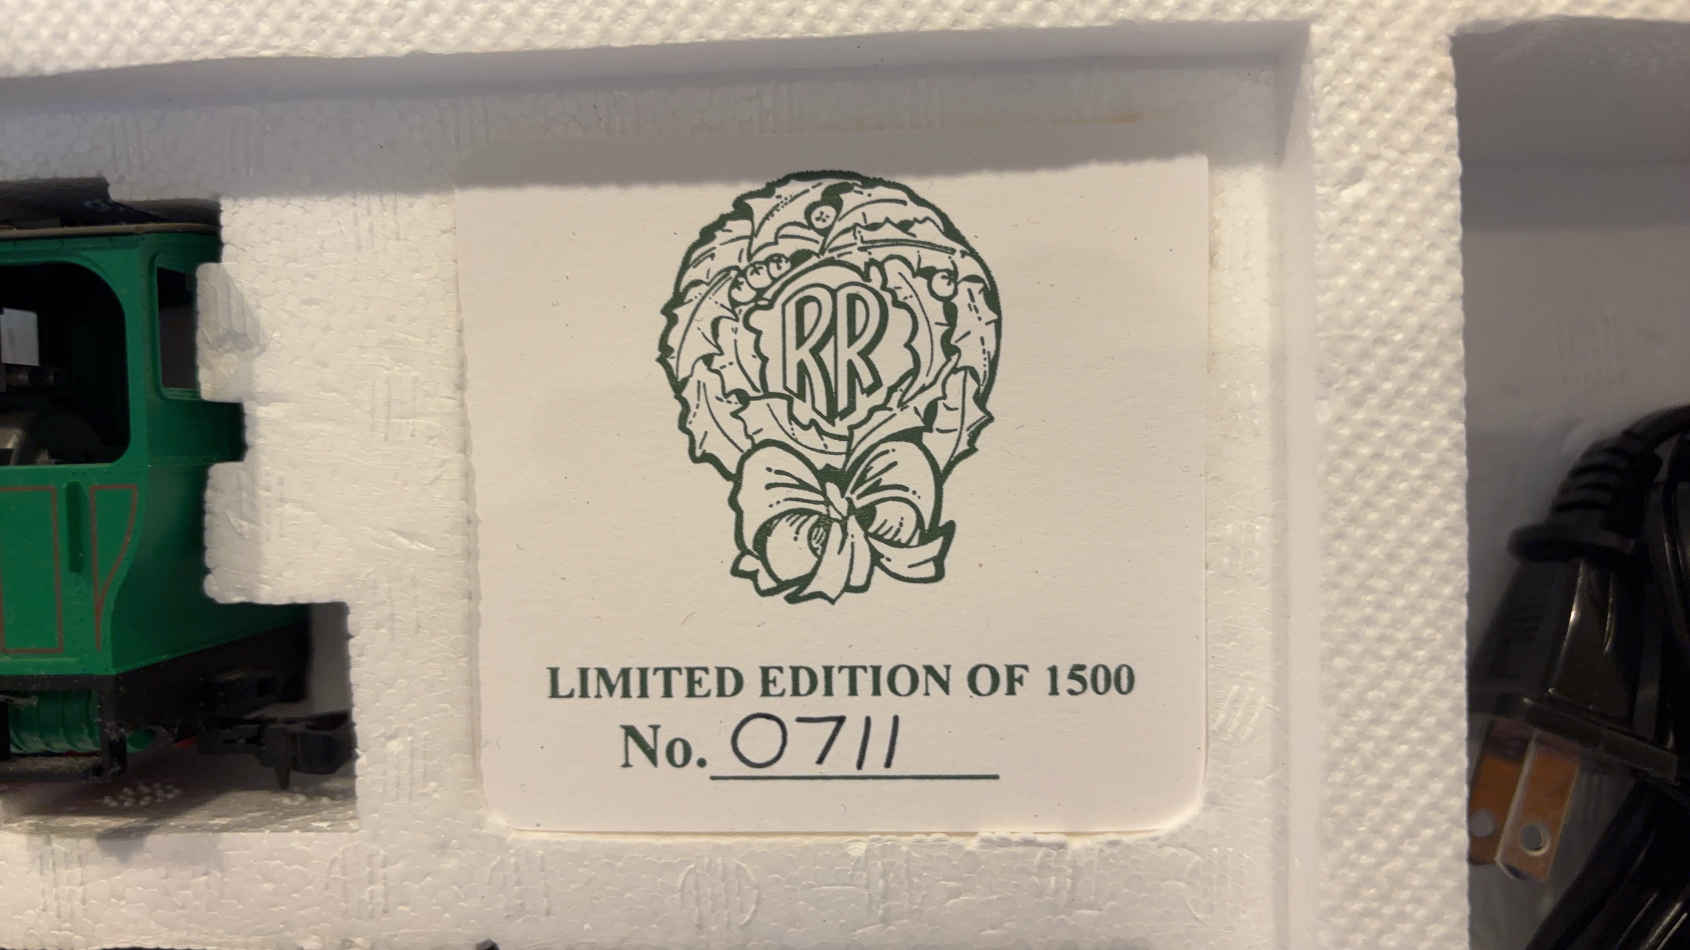 RR
LIMITED EDITION OF 1500
No. 0711